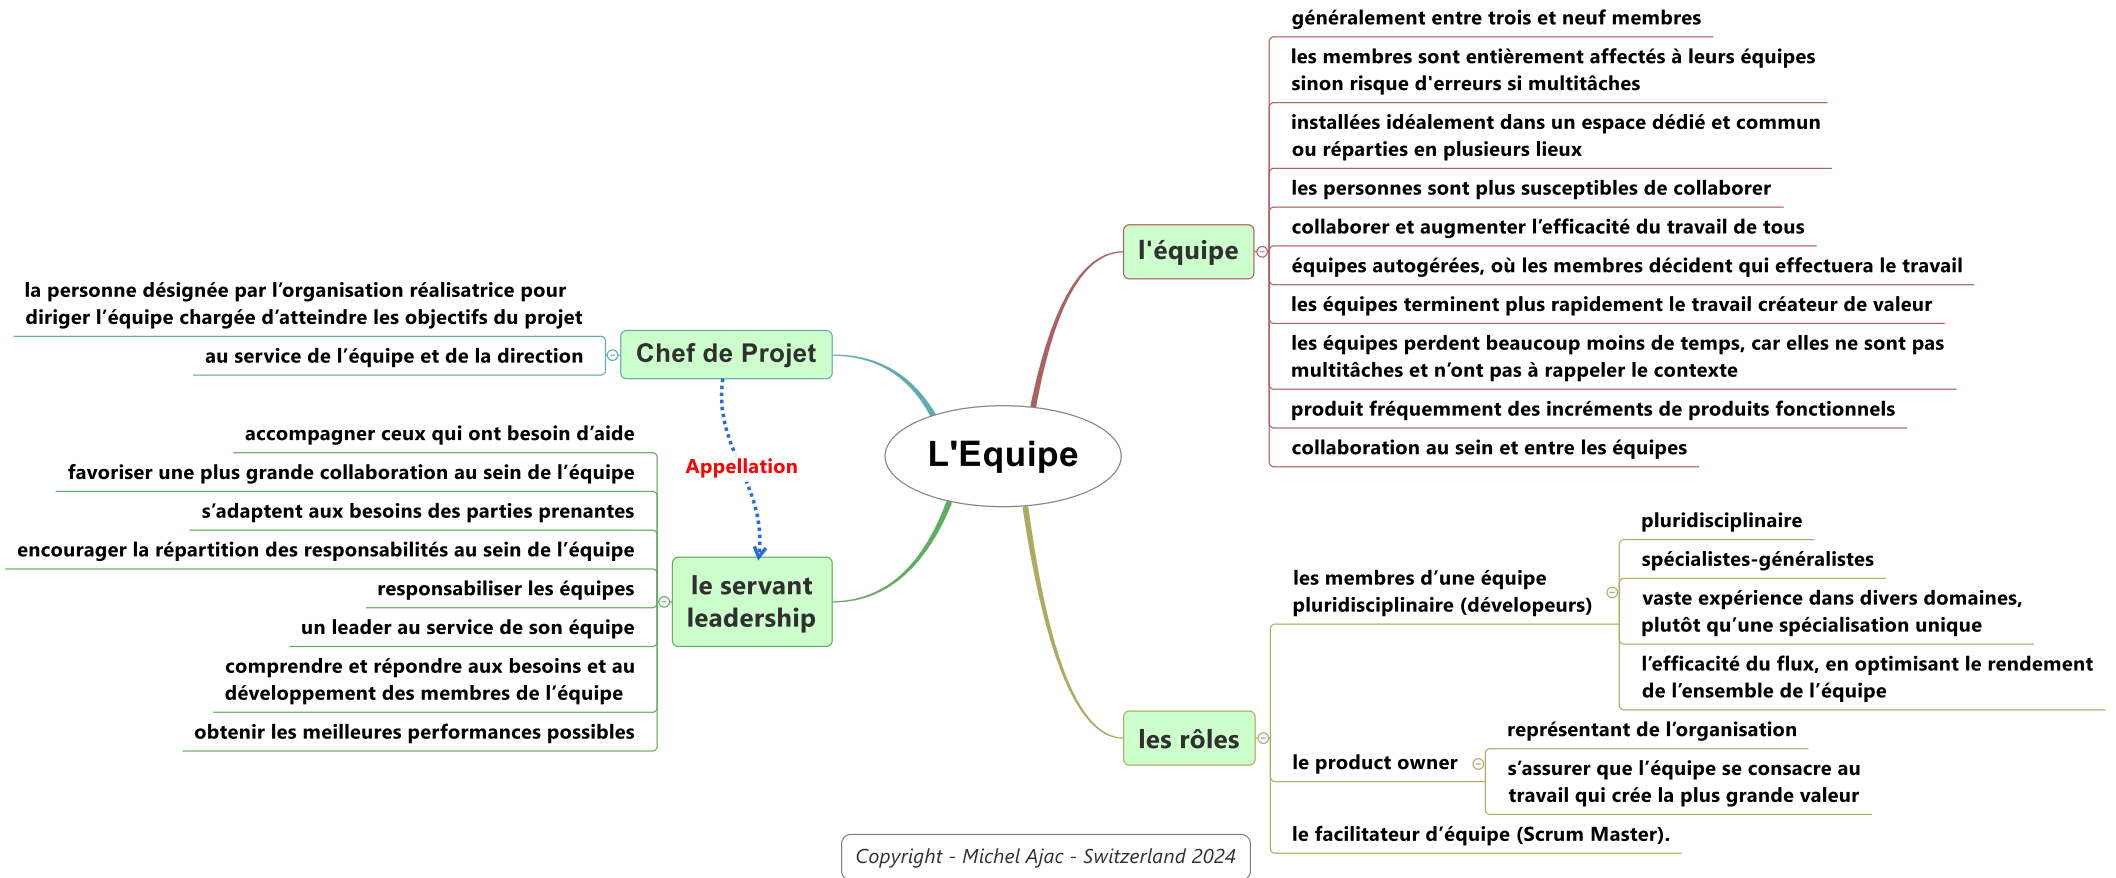 L'Equipe
l'équipe
généralement entre trois et neuf membres
les membres sont entièrement affectés à leurs équipes
sinon risque d'erreurs si multitâches
installées idéalement dans un espace dédié et commun
ou réparties en plusieurs lieux
les personnes sont plus susceptibles de collaborer
collaborer et augmenter l’efficacité du travail de tous
équipes autogérées, où les membres décident qui effectuera le travail
les équipes terminent plus rapidement le travail créateur de valeur
les équipes perdent beaucoup moins de temps, car elles ne sont pas
multitâches et n’ont pas à rappeler le contexte
produit fréquemment des incréments de produits fonctionnels
collaboration au sein et entre les équipes
les rôles
les membres d’une équipe
pluridisciplinaire (dévelopeurs)
pluridisciplinaire
spécialistes-généralistes
vaste expérience dans divers domaines,
plutôt qu’une spécialisation unique
l’efficacité du flux, en optimisant le rendement
de l’ensemble de l’équipe
le product owner
représentant de l’organisation
s’assurer que l’équipe se consacre au
travail qui crée la plus grande valeur
le facilitateur d’équipe (Scrum Master).
Chef de Projet
la personne désignée par l’organisation réalisatrice pour
diriger l’équipe chargée d’atteindre les objectifs du projet
au service de l’équipe et de la direction
Appellation
le servant
leadership
accompagner ceux qui ont besoin d’aide
favoriser une plus grande collaboration au sein de l’équipe
s’adaptent aux besoins des parties prenantes
encourager la répartition des responsabilités au sein de l’équipe
responsabiliser les équipes
un leader au service de son équipe
comprendre et répondre aux besoins et au
développement des membres de l’équipe
obtenir les meilleures performances possibles
Copyright - Michel Ajac - Switzerland 2024